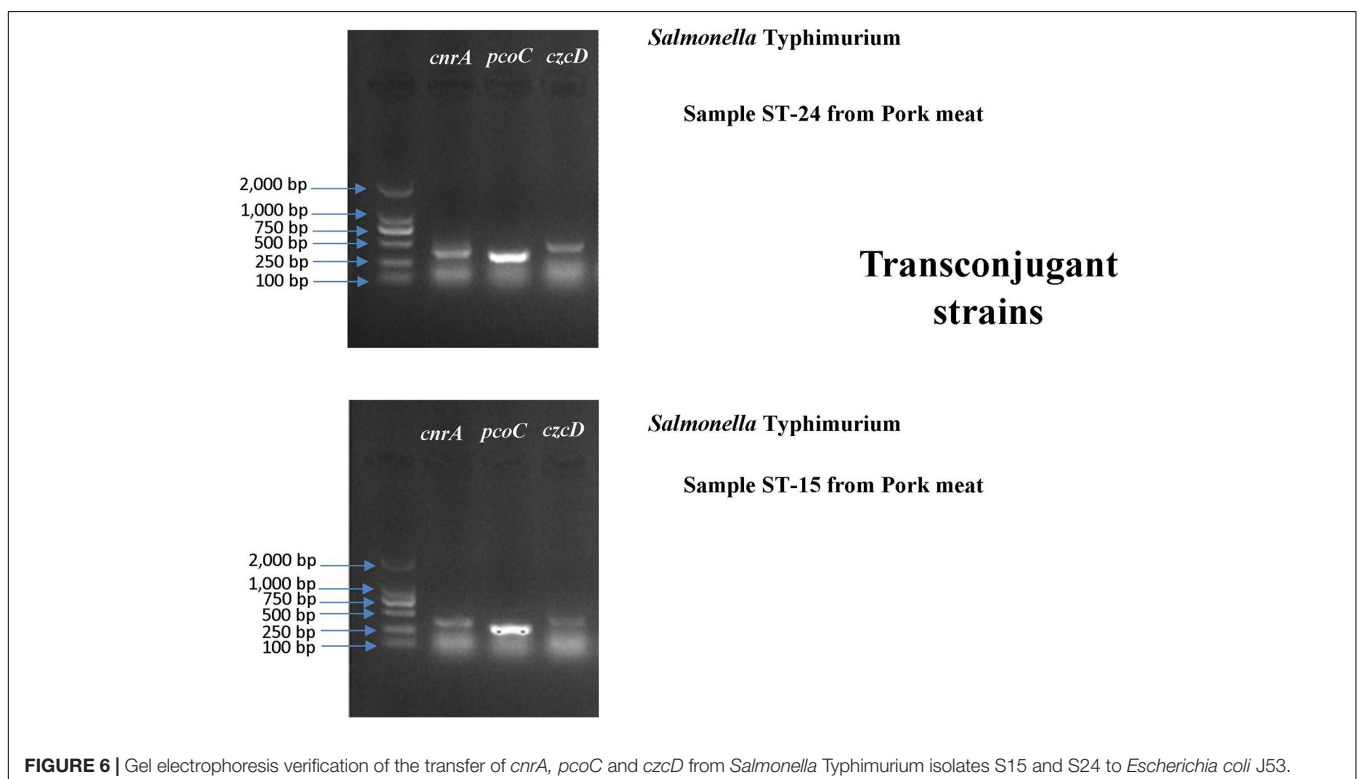 cnrA pcoC czcD
Salmonella Typhimurium
Sample ST-24 from Pork meat
2,000 bp
1,000 bp
750 bp
500 bp
250 bp
100 bp
Transconjugant
strains
cnrA pcoC czcD
Salmonella Typhimurium
Sample ST-15 from Pork meat
2,000 bp
1,000 bp
750 bp
500 bp
250 bp
100 bp
FIGURE 6 | Gel electrophoresis verification of the transfer of cnrA, pcoC and czcD from Salmonella Typhimurium isolates S15 and S24 to Escherichia coli J53.